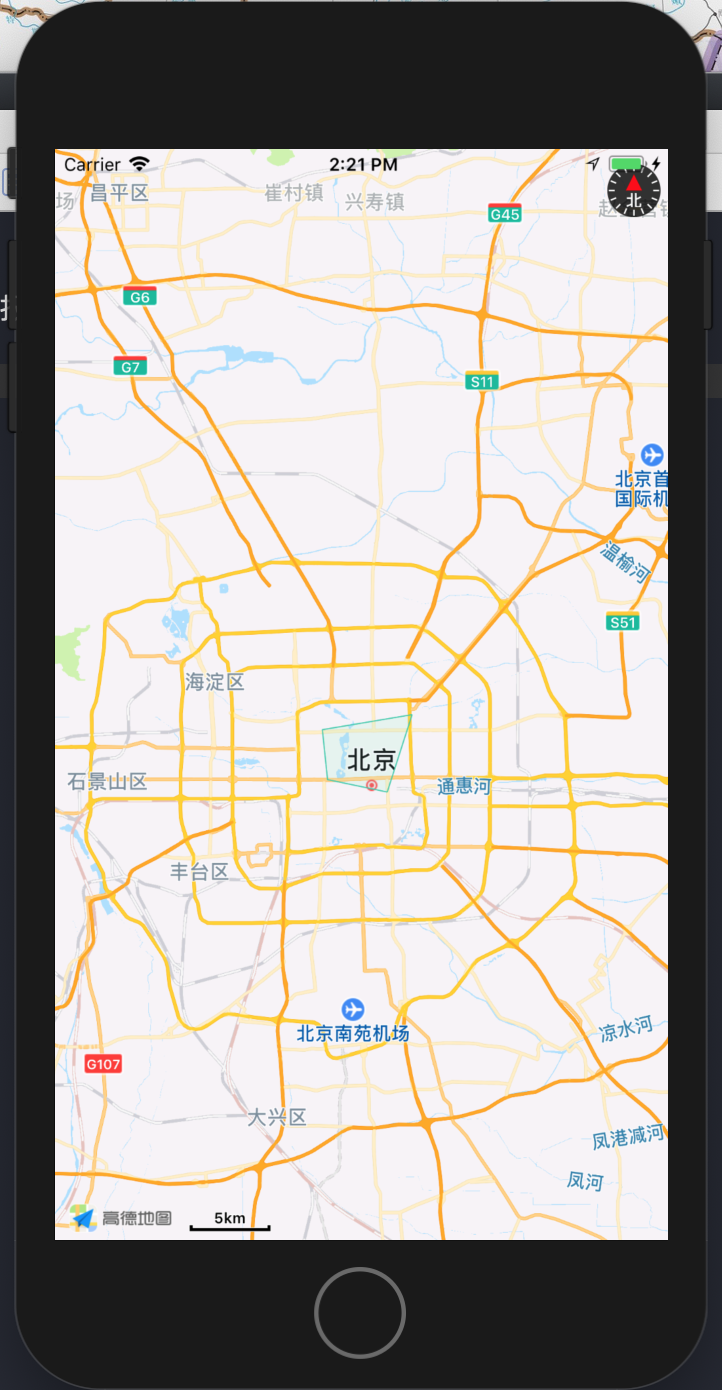 Carrier
2:21 PM
场
昌平区
崔村镇
兴寿镇
北
G45
G6
G7
S11
北京首
国际机
温榆河
S51
海淀区
北京
石景山区
通惠河
丰台区
北京南苑机场
凉水河
G107
大兴区
凤港减河
凤河
高德地图
5km